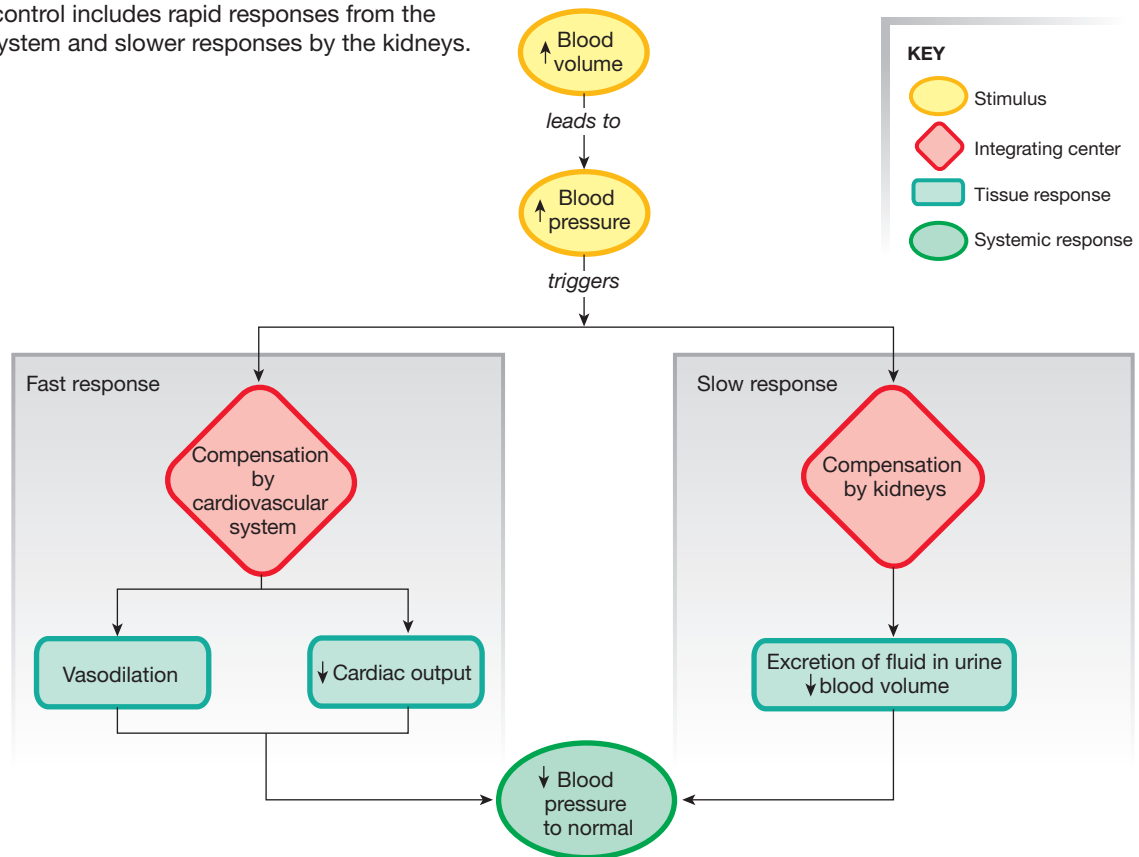 control includes rapid responses from the
ystem and slower responses by the kidneys.
↑ Blood
volume
leads to
↑ Blood
pressure
triggers
KEY
Stimulus
Integrating center
Tissue response
Systemic response
Fast response
Compensation
by
cardiovascular
system
Vasodilation
↓ Cardiac output
Slow response
Compensation
by kidneys
Excretion of fluid in urine
↓ blood volume
↓ Blood
pressure
to normal